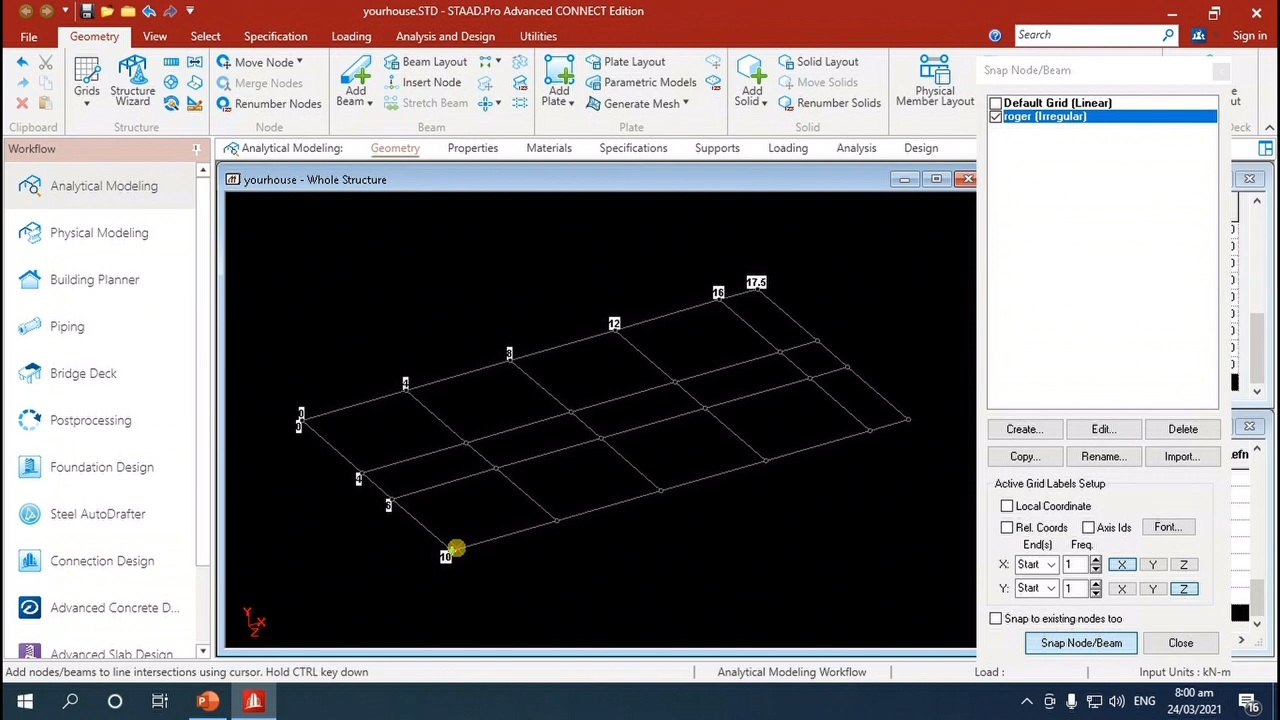 yourhouse.STD - STAAD.Pro Advanced CONNECT Edition
File Geometry View Select Specification Loading Analysis and Design Utilities Search Sign in
Move Node Beam Layout Plate Layout Solid Layout
Merge Nodes Insert Node Parametric Models Move Solids
Renumber Nodes Stretch Beam Generate Mesh Renumber Solids
Grids Structure Wizard Add Beam Add Plate Add Solid Physical Member Layout
Clipboard Structure Node Beam Plate Solid
Workflow
Analytical Modeling: Geometry Properties Materials Specifications Supports Loading Analysis Design
Analytical Modeling
Physical Modeling
Building Planner
Piping
Bridge Deck
Postprocessing
Foundation Design
Steel AutoDrafter
Connection Design
Advanced Concrete D...
Advanced Slab Design
yourhouse - Whole Structure
17.5
16
12
8
4
0
0
4
6
10
Y
X
Z
Snap Node/Beam
Default Grid (Linear)
roger (Irregular)
Create... Edit... Delete
Copy... Rename... Import...
Active Grid Labels Setup
Local Coordinate
Rel. Coords Axis Ids Font...
End(s) Freq.
X: Start 1 X Y Z
Y: Start 1 X Y Z
Snap to existing nodes too
Snap Node/Beam Close
Add nodes/beams to line intersections using cursor. Hold CTRL key down
Analytical Modeling Workflow
Load :
Input Units : kN-m
ENG
8:00 am
24/03/2021
16